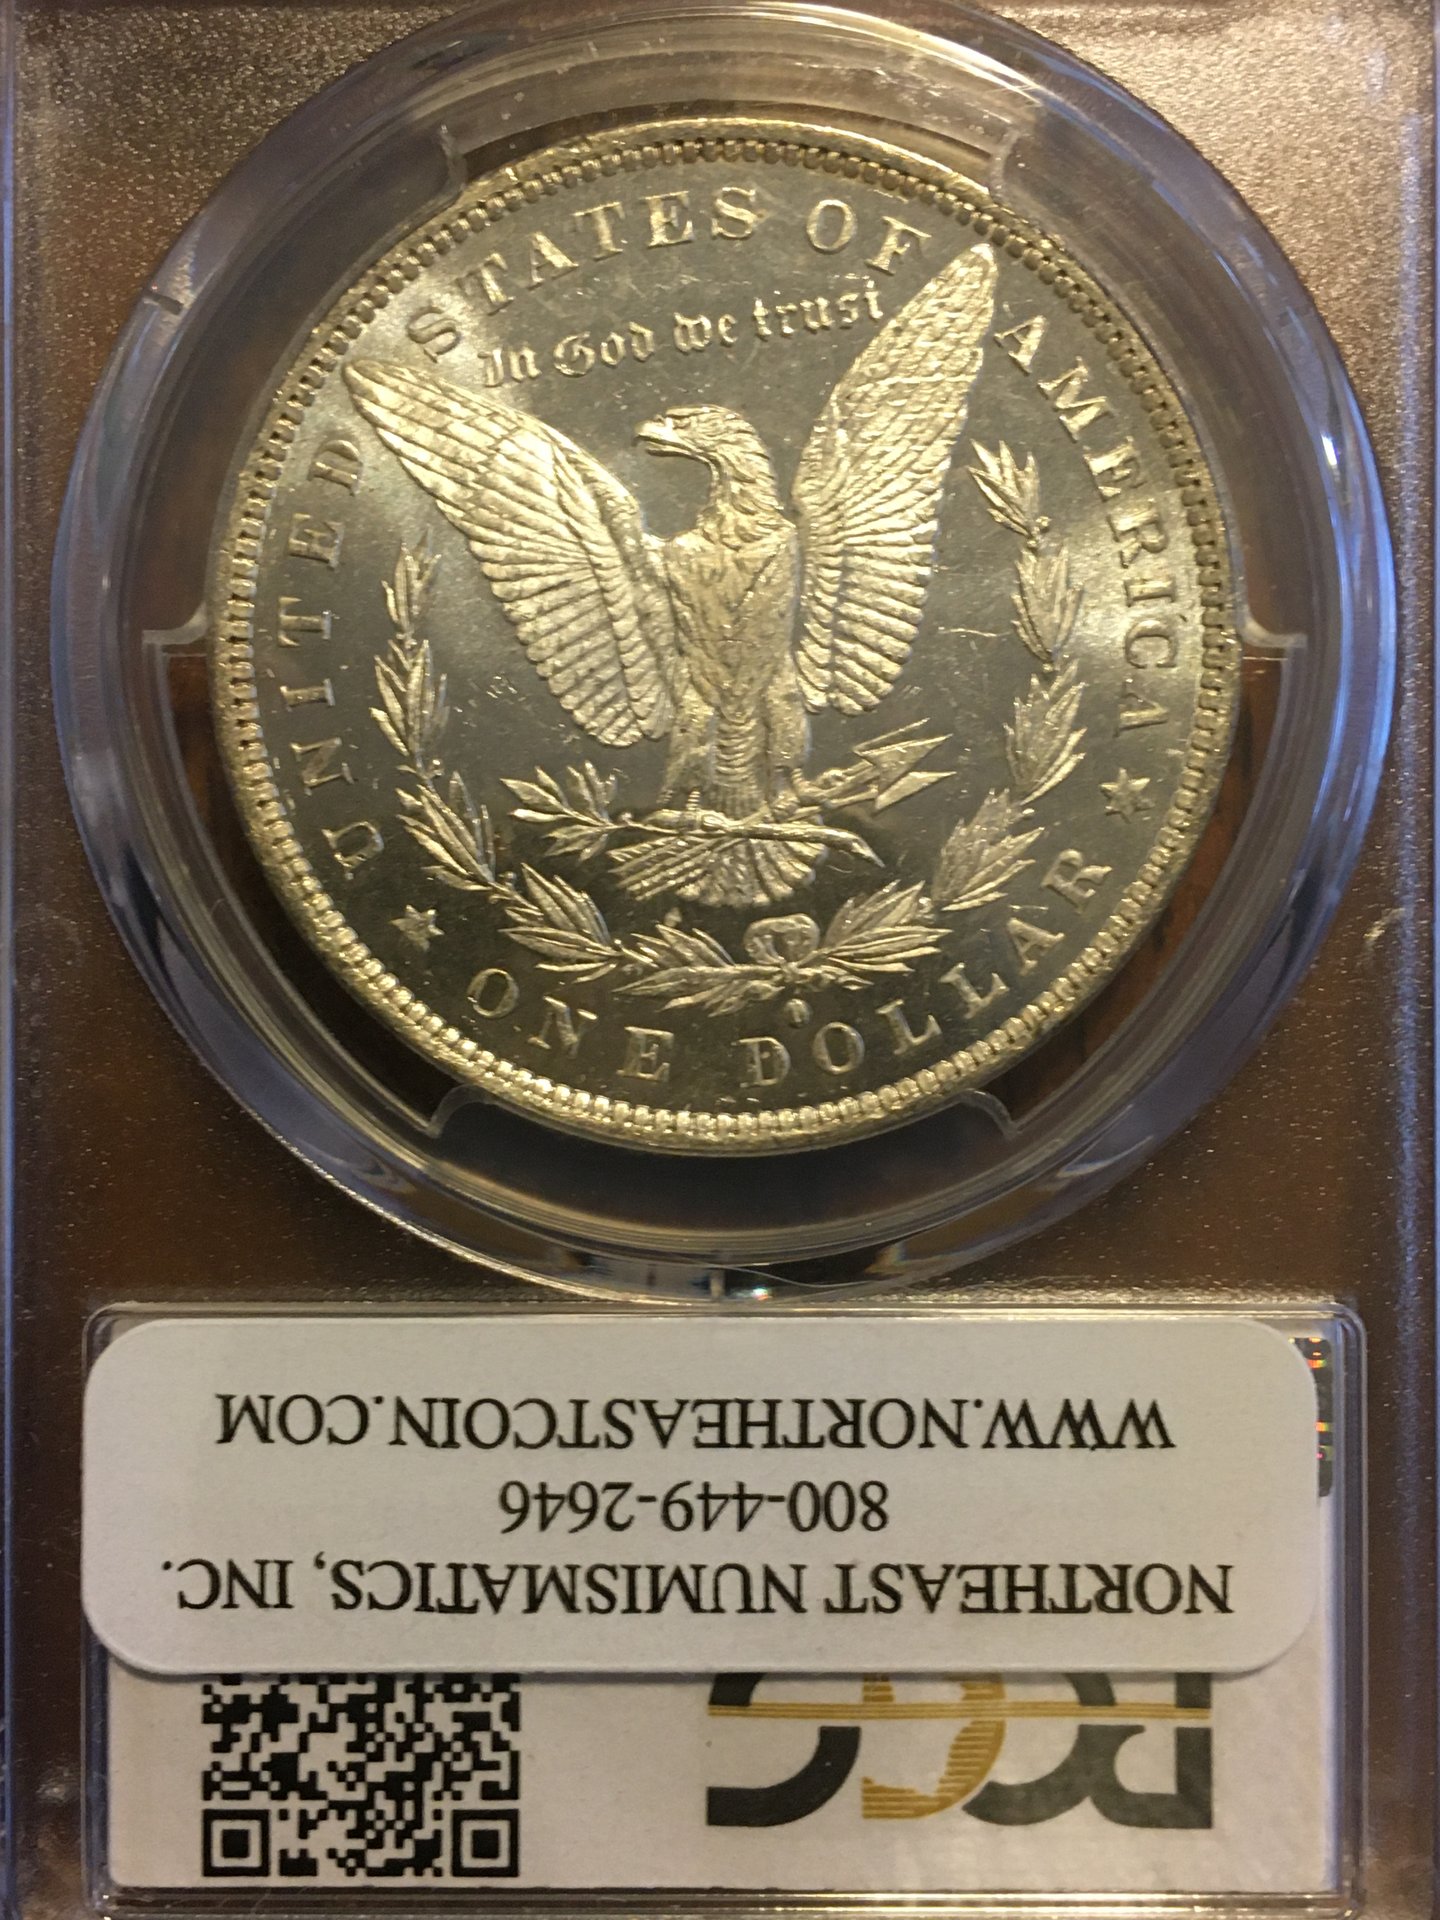 UNITED STATES OF AMERICA
In God we trust
ONE DOLLAR
O
NORTHEAST NUMISMATICS, INC.
800-449-2646
WWW.NORTHEASTCOIN.COM
PCGS